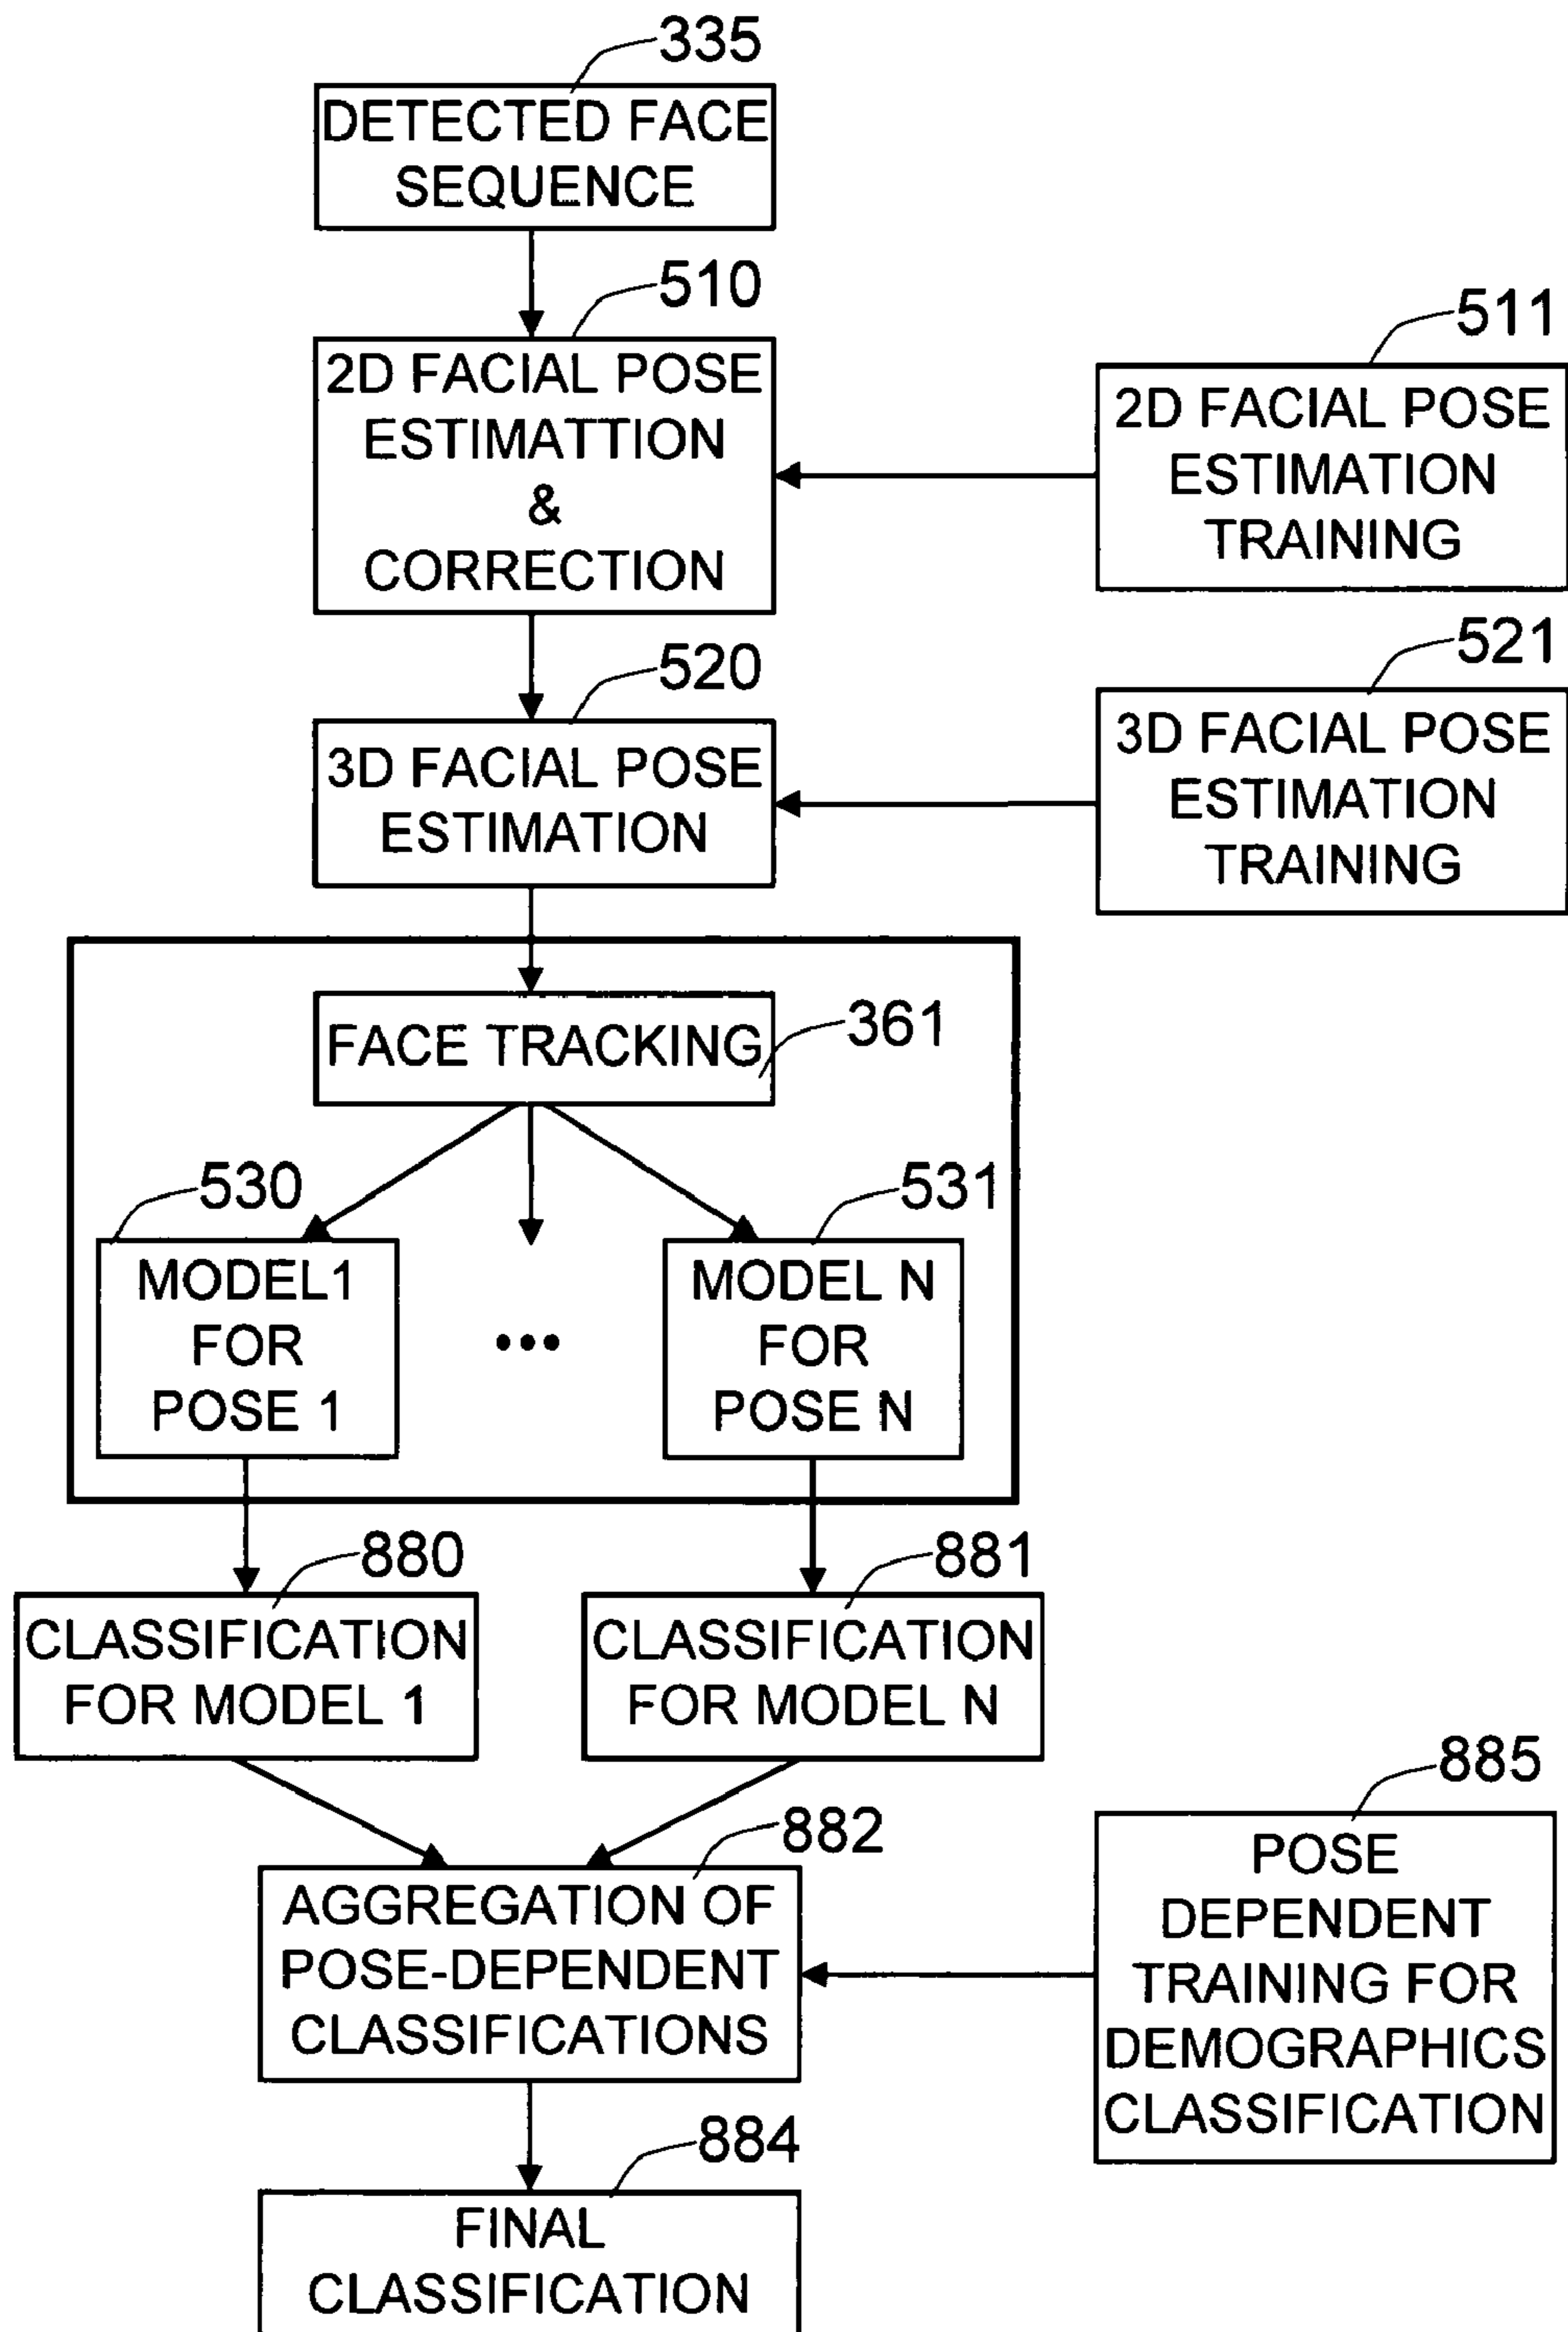 335
DETECTED FACE
SEQUENCE
510
2D FACIAL POSE
ESTIMATTION
&
CORRECTION
511
2D FACIAL POSE
ESTIMATION
TRAINING
520
3D FACIAL POSE
ESTIMATION
521
3D FACIAL POSE
ESTIMATION
TRAINING
FACE TRACKING
361
530
MODEL1
FOR
POSE 1
•••
531
MODEL N
FOR
POSE N
880
CLASSIFICATION
FOR MODEL 1
881
CLASSIFICATION
FOR MODEL N
882
AGGREGATION OF
POSE-DEPENDENT
CLASSIFICATIONS
885
POSE
DEPENDENT
TRAINING FOR
DEMOGRAPHICS
CLASSIFICATION
884
FINAL
CLASSIFICATION